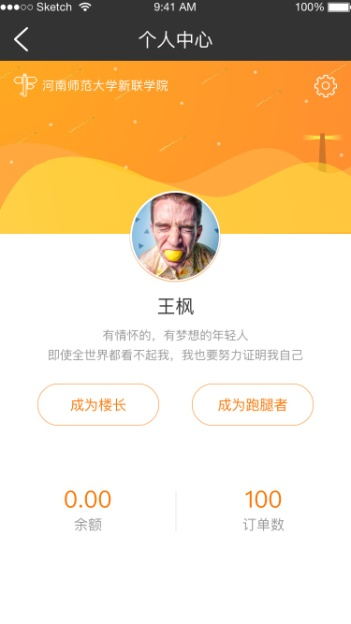 Sketch
9:41 AM
100%
个人中心
河南师范大学新联学院
王枫
有情怀的，有梦想的年轻人
即使全世界都看不起我，我也要努力证明我自己
成为楼长
成为跑腿者
0.00
100
余额
订单数